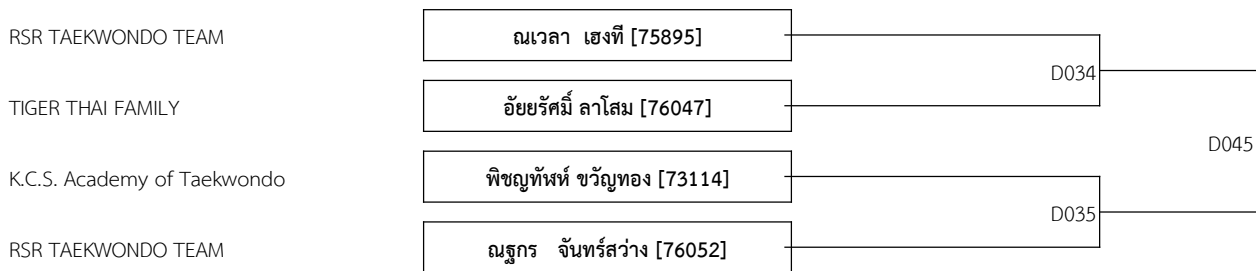 RSR TAEKWONDO TEAM ณเวลา เฮงที [75895]
D034
TIGER THAI FAMILY อัยยรัศมิ์ ลาโสม [76047]
D045
K.C.S. Academy of Taekwondo พิชญทัฬห์ ขวัญทอง [73114]
D035
RSR TAEKWONDO TEAM ณฐกร จันทร์สว่าง [76052]